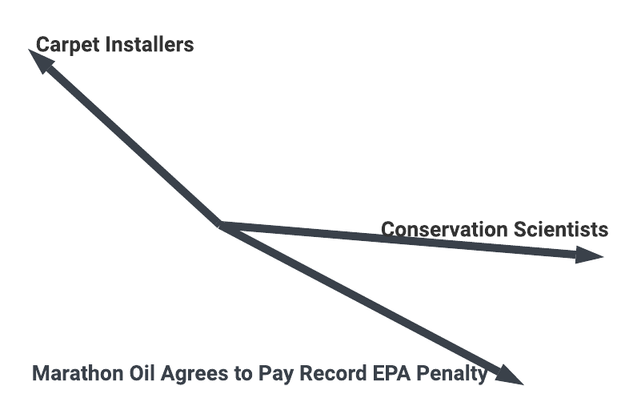 Carpet Installers
Conservation Scientists
Marathon Oil Agrees to Pay Record EPA Penalty